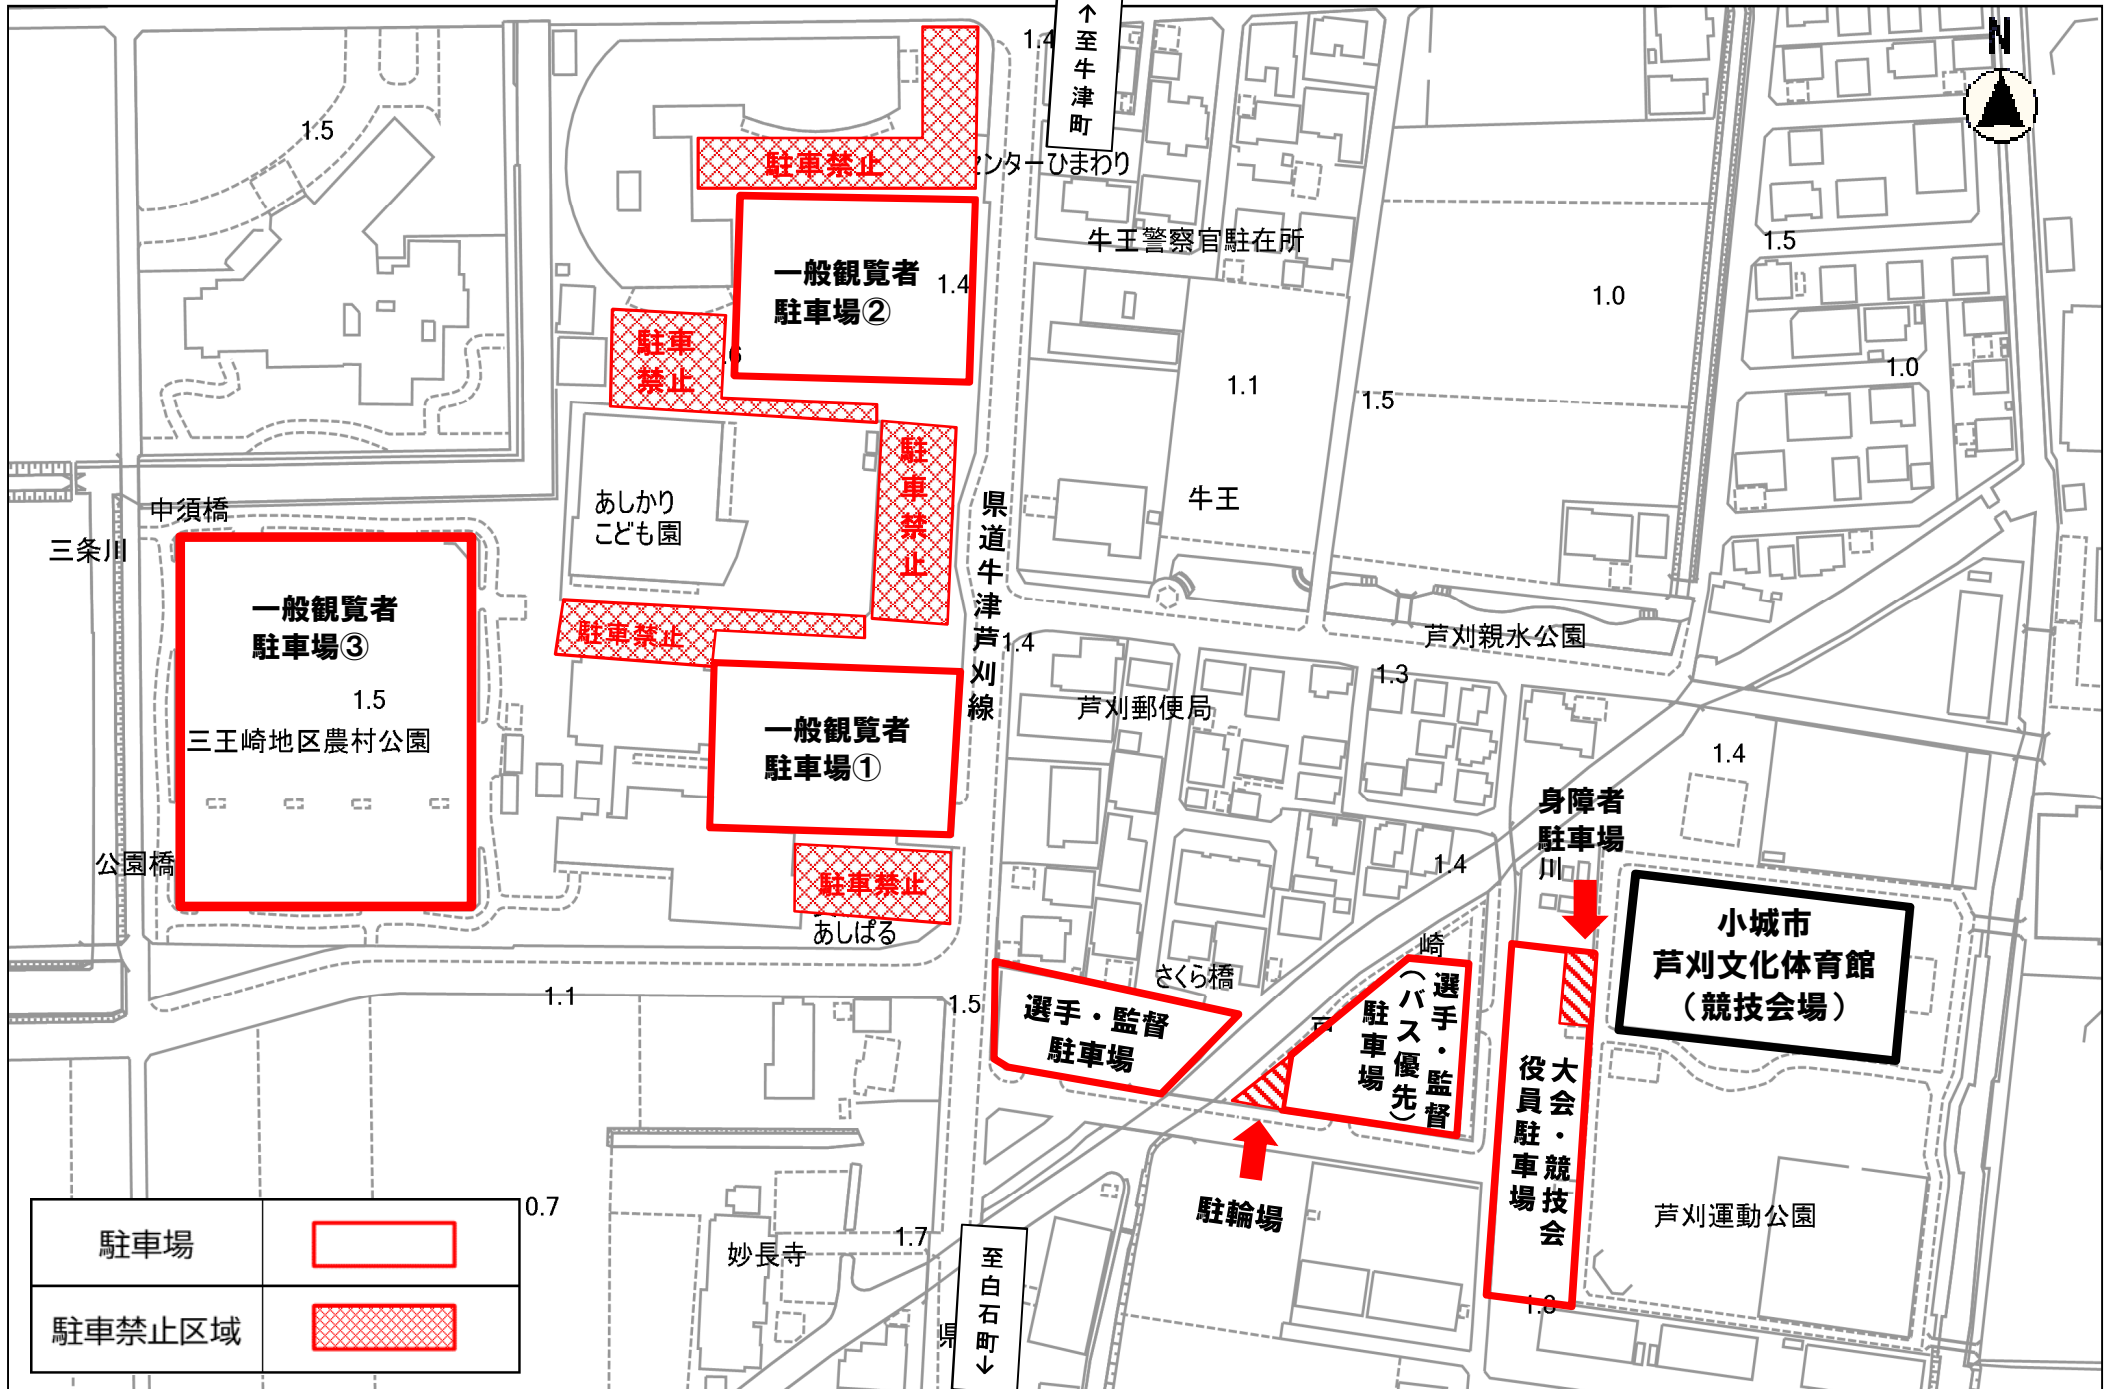 ↑至牛津町
N
1.4
1.5
駐車禁止
ンターひまわり
牛王警察官駐在所
1.5
一般観覧者
駐車場②
1.4
1.0
駐車
禁止
6
1.1
1.5
1.0
駐車禁止
あしかり
こども園
県道牛津芦刈線
牛王
中須橋
三条川
一般観覧者
駐車場③
1.5
三王崎地区農村公園
駐車禁止
1.4
芦刈親水公園
1.3
芦刈郵便局
一般観覧者
駐車場①
1.4
身障者
駐車場
川
公園橋
駐車禁止
あしぱる
1.4
小城市
芦刈文化体育館
（競技会場）
崎
さくら橋
1.1
1.5
選手・監督
駐車場
選手・監督
（バス優先）
駐車場
大会・競技会
役員駐車場
駐輪場
芦刈運動公園
0.7
1.7
妙長寺
至白石町↓
県
1.8
駐車場
駐車禁止区域